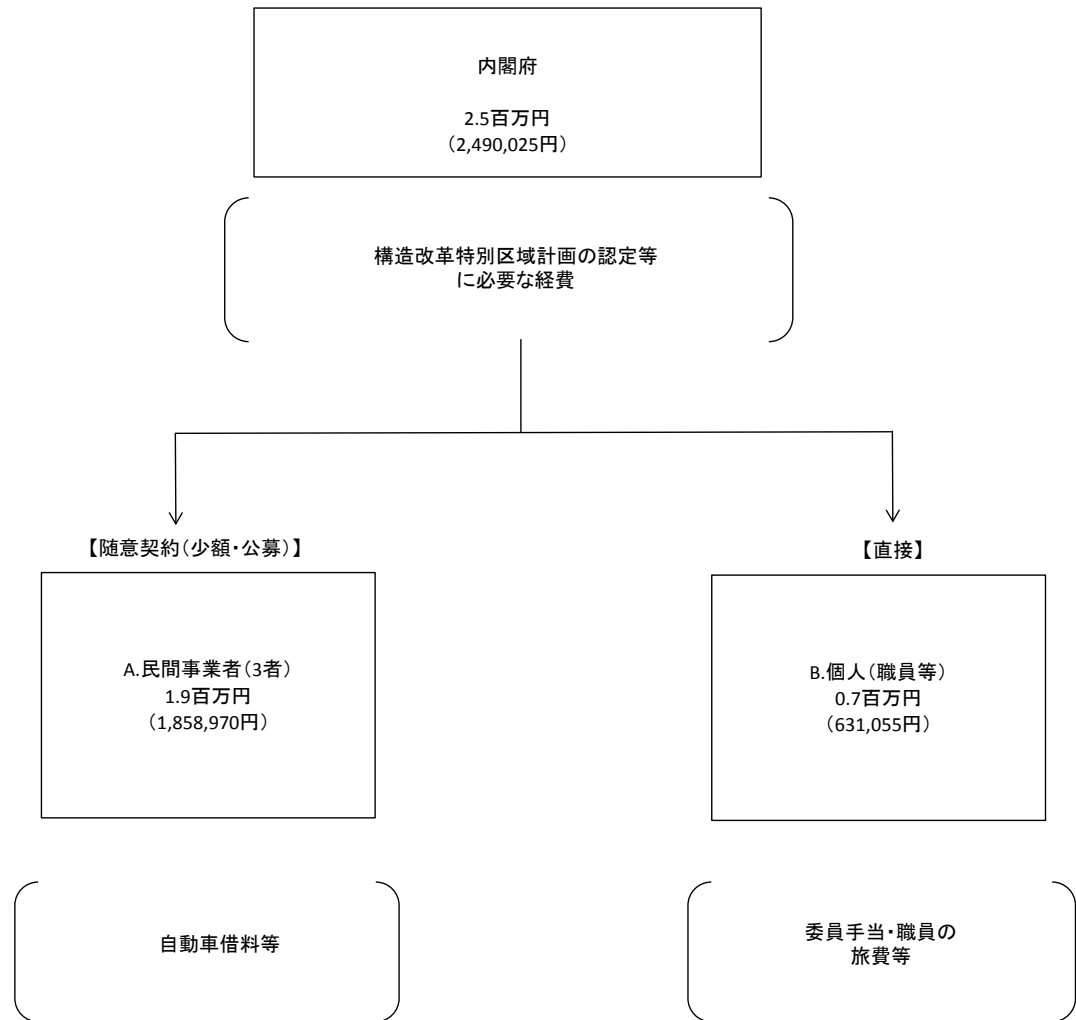 内閣府
2.5百万円
（2,490,025円）
構造改革特別区域計画の認定等
に必要な経費
【随意契約（少額・公募）】
【直接】
A.民間事業者（3者）
1.9百万円
（1,858,970円）
B.個人（職員等）
0.7百万円
（631,055円）
自動車借料等
委員手当・職員の
旅費等